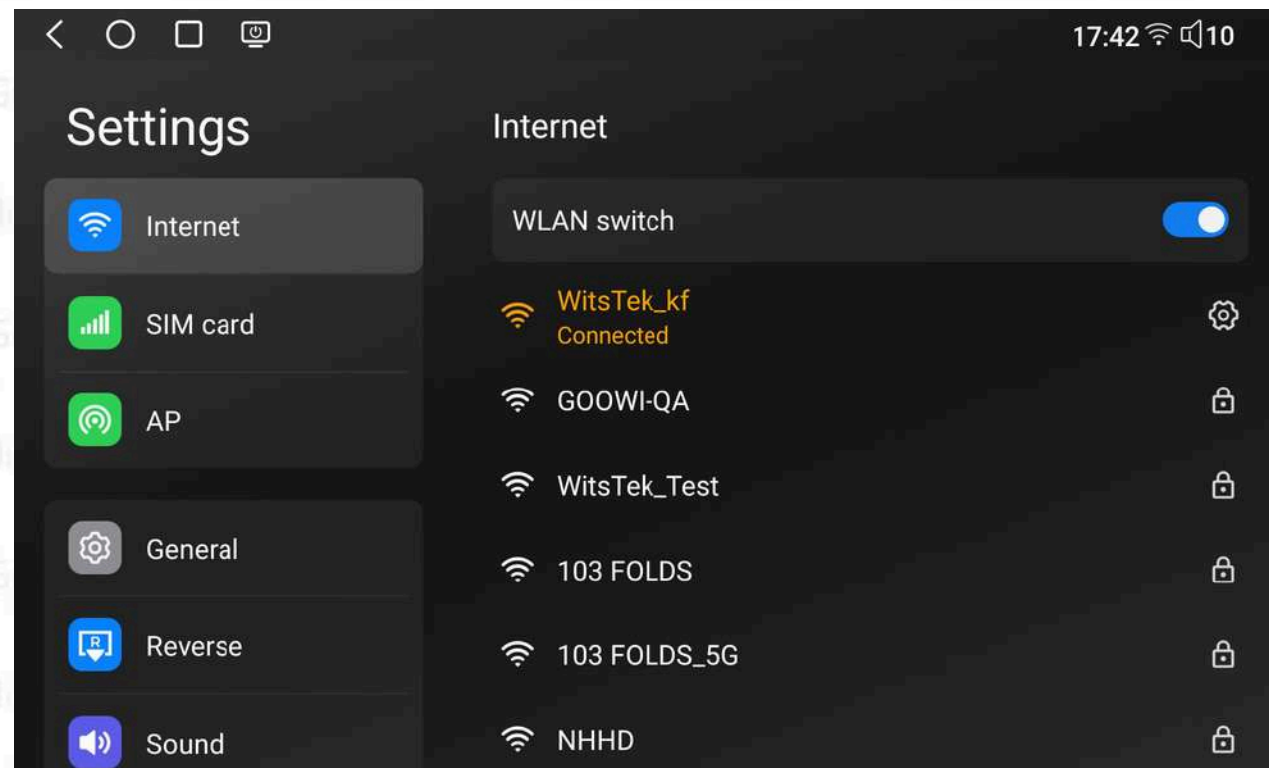 17:42 10
Settings
Internet
SIM card
AP
General
R
Reverse
Sound
Internet
WLAN switch
WitsTek_kf
Connected
GOOWI-QA
WitsTek_Test
103 FOLDS
103 FOLDS_5G
NHHD